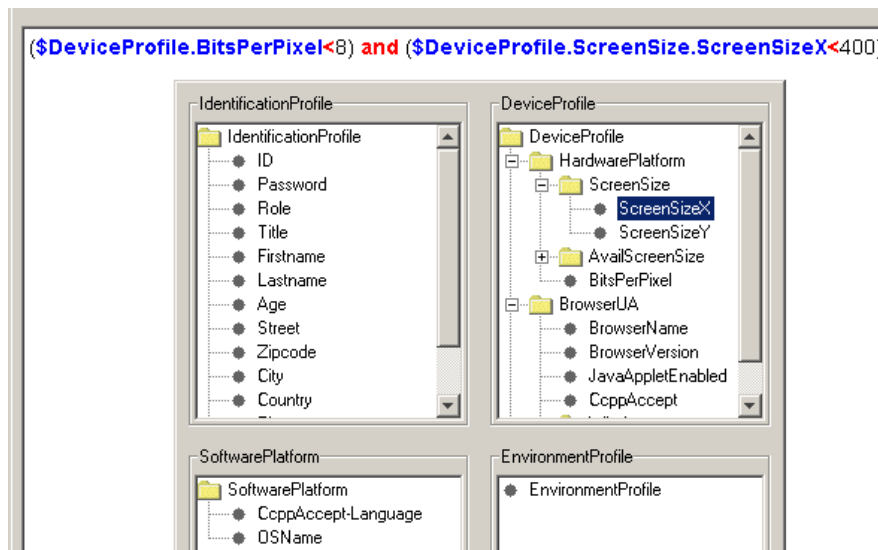 ($DeviceProfile.BitsPerPixel<8) and ($DeviceProfile.ScreenSize.ScreenSizeX<400)
IdentificationProfile
IdentificationProfile
ID
Password
Role
Title
Firstname
Lastname
Age
Street
Zipcode
City
Country
DeviceProfile
DeviceProfile
HardwarePlatform
ScreenSize
ScreenSizeX
ScreenSizeY
AvailScreenSize
BitsPerPixel
BrowserUA
BrowserName
BrowserVersion
JavaAppletEnabled
CcppAccept
SoftwarePlatform
SoftwarePlatform
CcppAccept-Language
OSName
EnvironmentProfile
EnvironmentProfile